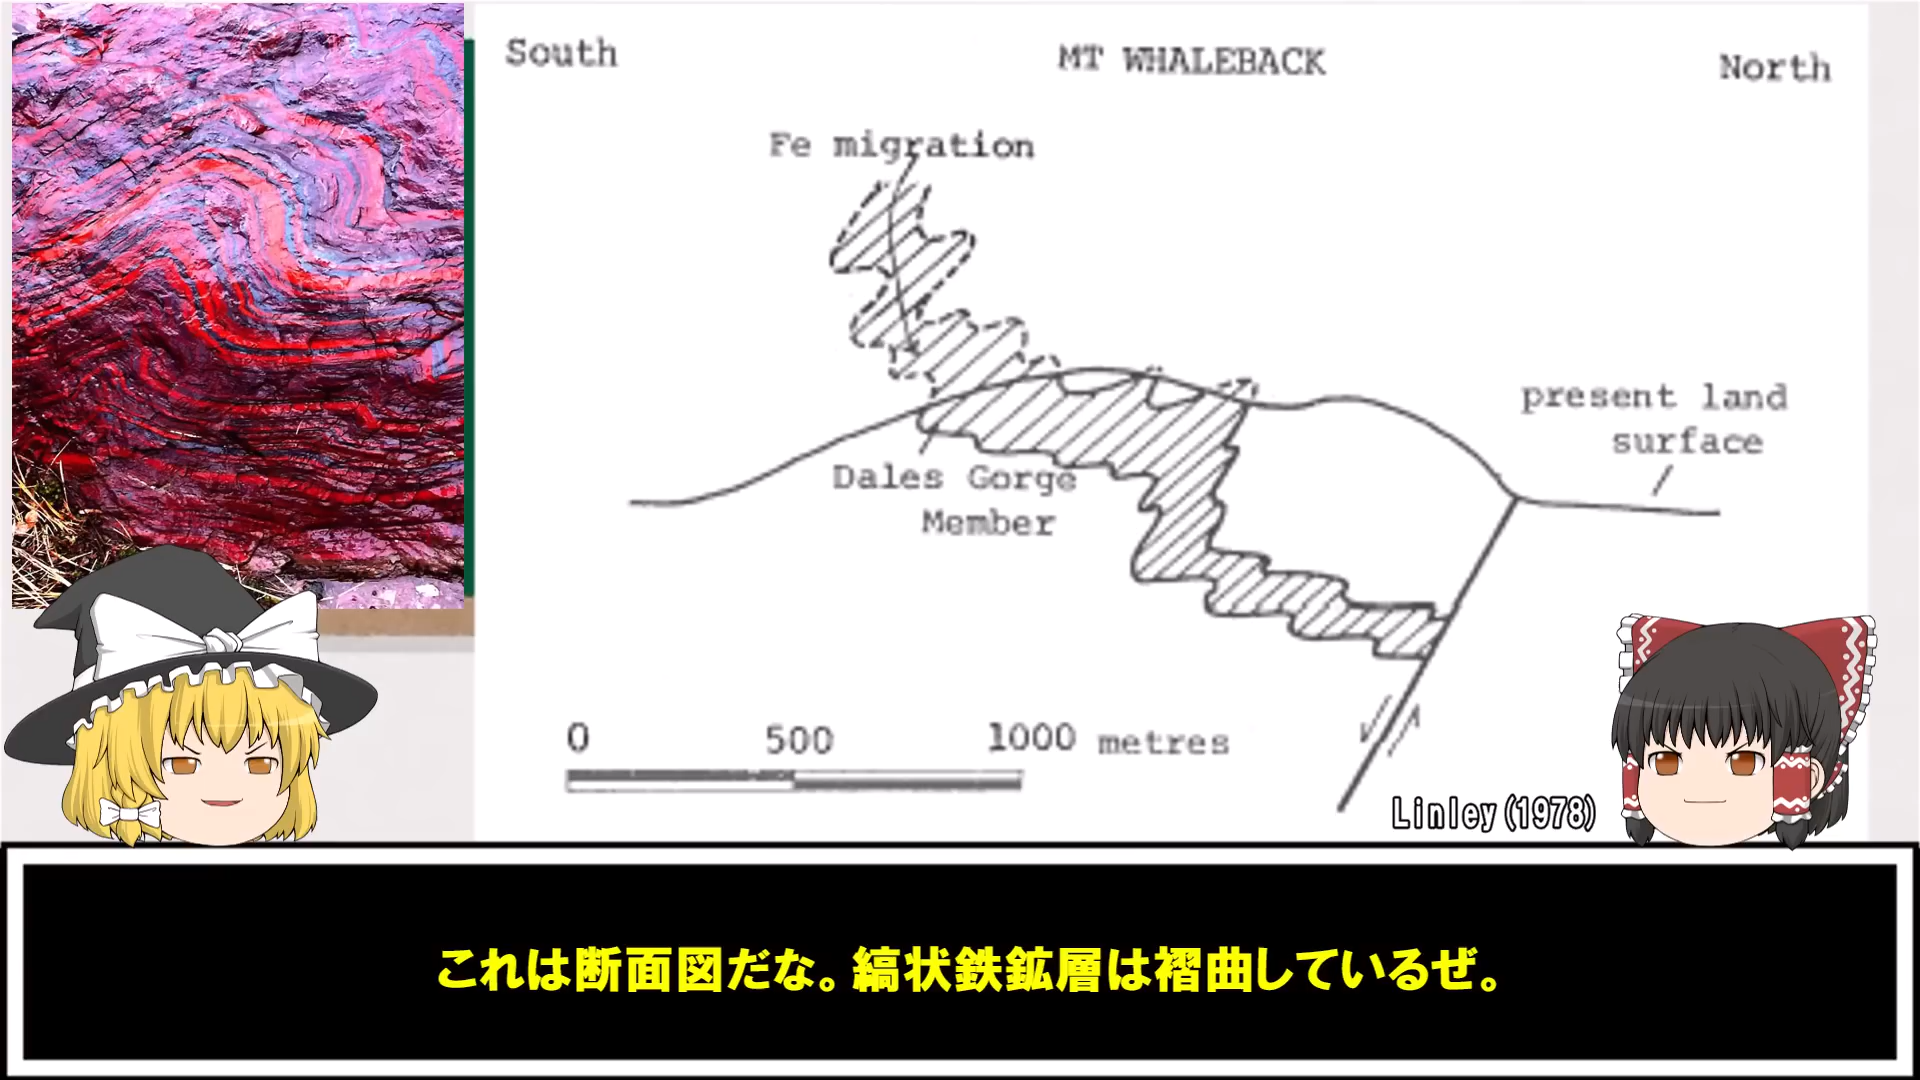 South
MT WHALEBACK
North
Fe migration
present land
surface
Dales Gorge
Member
0 500 1000 metres
Linley(1978)
これは断面図だな。縞状鉄鉱層は褶曲しているぜ。